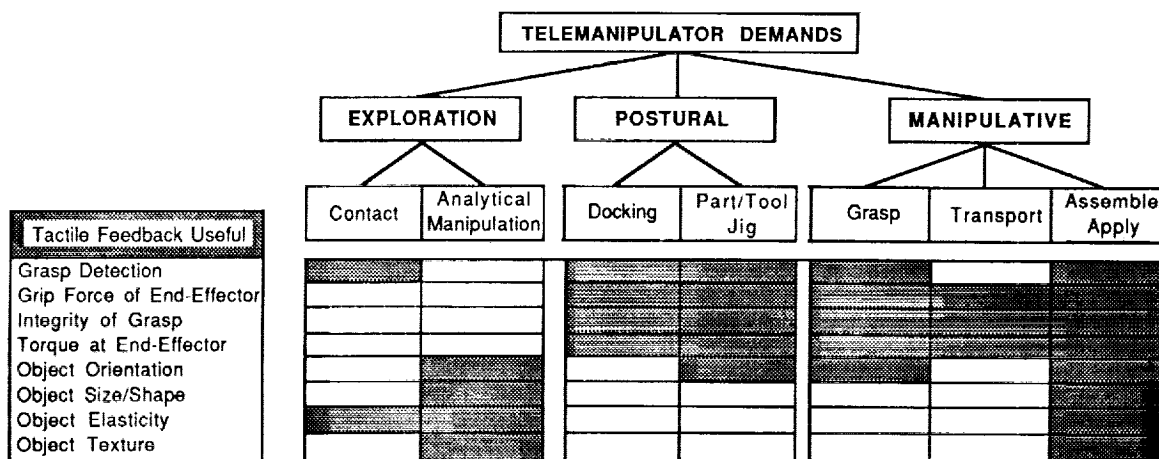 TELEMANIPULATOR DEMANDS
EXPLORATION
POSTURAL
MANIPULATIVE
Contact
Analytical
Manipulation
Docking
Part/Tool
Jig
Grasp
Transport
Assemble
Apply
Tactile Feedback Useful
Grasp Detection
Grip Force of End-Effector
Integrity of Grasp
Torque at End-Effector
Object Orientation
Object Size/Shape
Object Elasticity
Object Texture